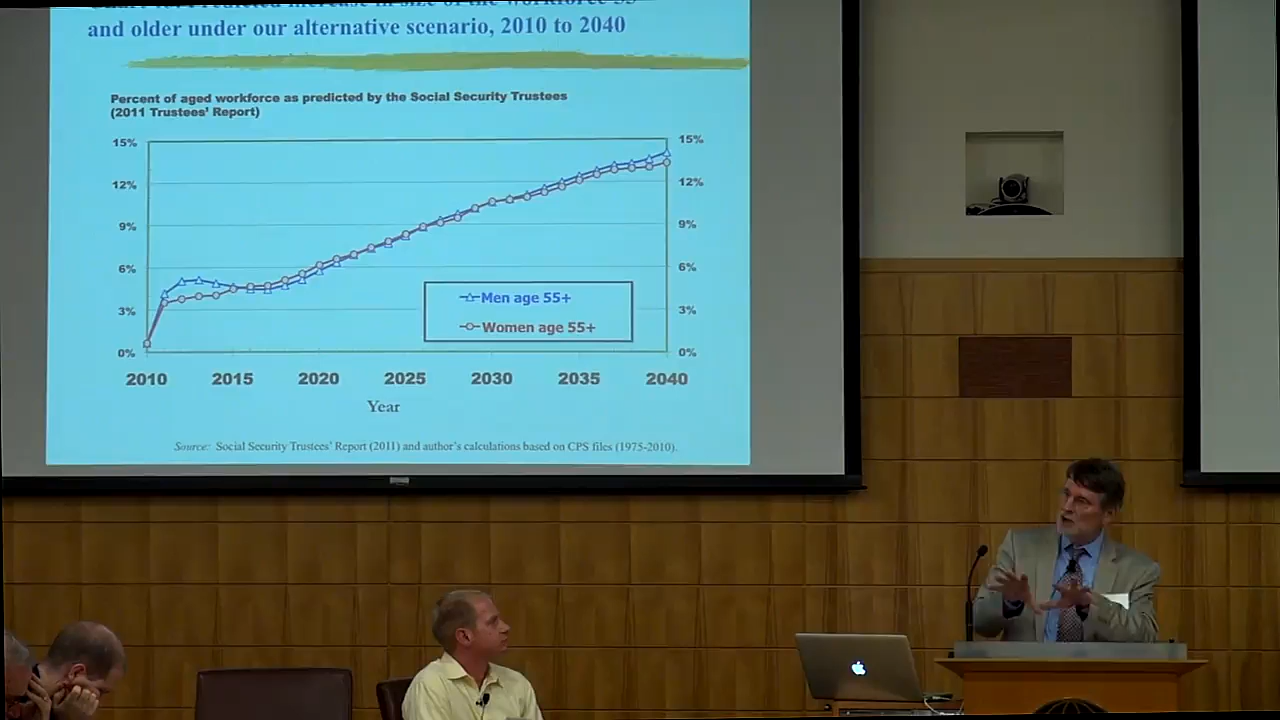 and older under our alternative scenario, 2010 to 2040
Percent of aged workforce as predicted by the Social Security Trustees
(2011 Trustees' Report)
15% 15%
12% 12%
9% 9%
6% 6%
Men age 55+
3% 3%
Women age 55+
0% 0%
2010 2015 2020 2025 2030 2035 2040
Year
Source: Social Security Trustees' Report (2011) and author's calculations based on CPS files (1975-2010).